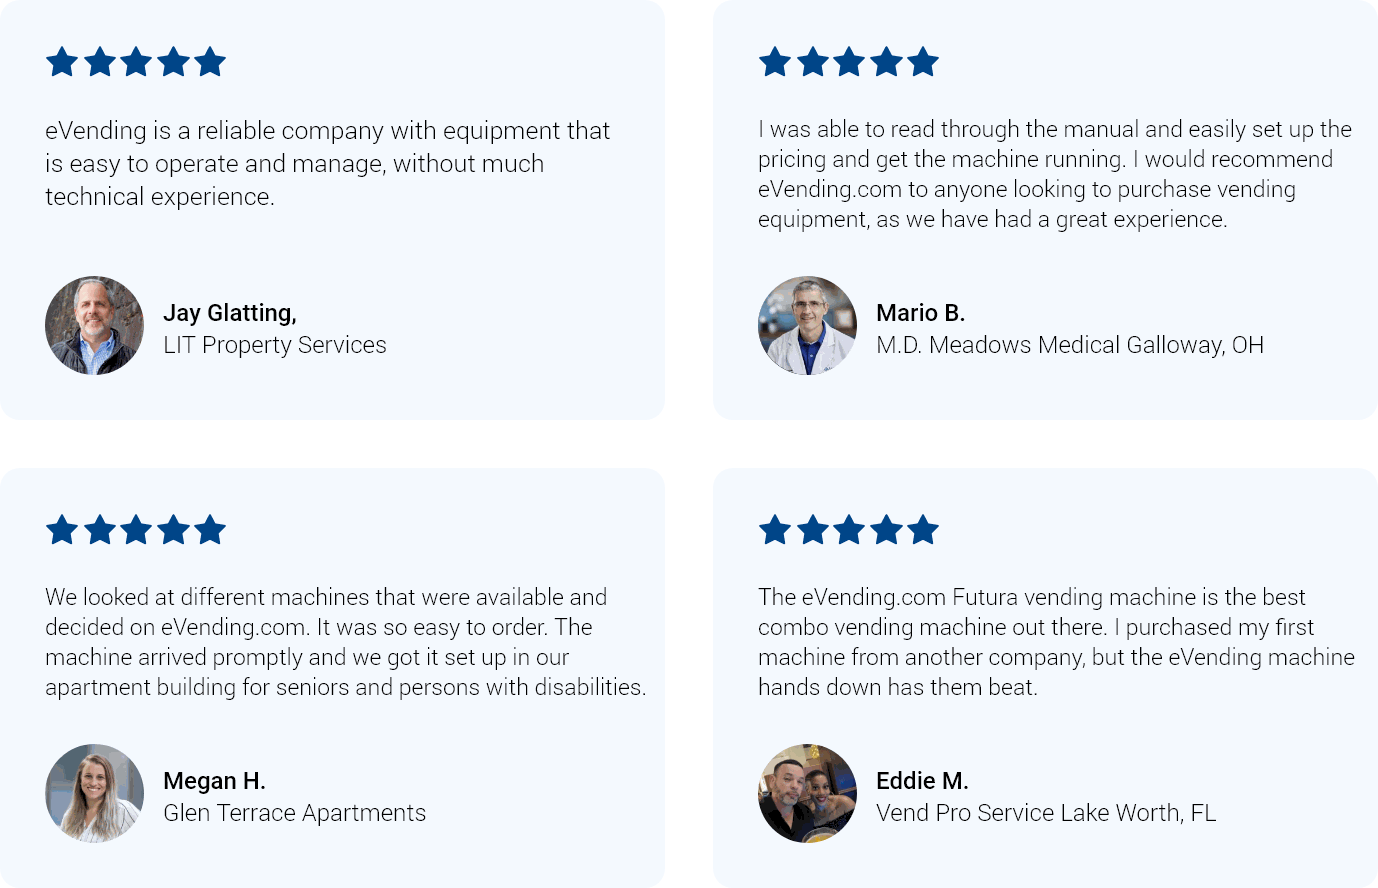 eVending is a reliable company with equipment that
is easy to operate and manage, without much
technical experience.
Jay Glatting,
LIT Property Services
I was able to read through the manual and easily set up the
pricing and get the machine running. I would recommend
eVending.com to anyone looking to purchase vending
equipment, as we have had a great experience.
Mario B.
M.D. Meadows Medical Galloway, OH
We looked at different machines that were available and
decided on eVending.com. It was so easy to order. The
machine arrived promptly and we got it set up in our
apartment building for seniors and persons with disabilities.
Megan H.
Glen Terrace Apartments
The eVending.com Futura vending machine is the best
combo vending machine out there. I purchased my first
machine from another company, but the eVending machine
hands down has them beat.
Eddie M.
Vend Pro Service Lake Worth, FL